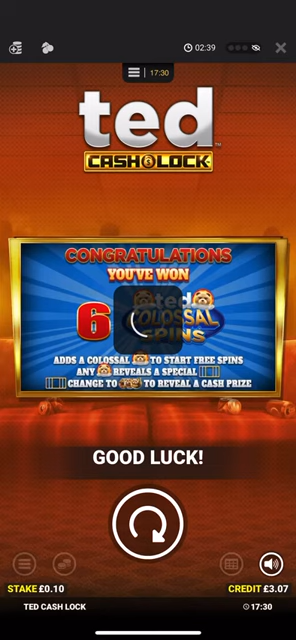 02:39
17:30
ted
TM
CASH LOCK
CONGRATULATIONS
YOU'VE WON
6 ted
COLOSSAL
SPINS
ADDS A COLOSSAL TO START FREE SPINS
ANY REVEALS A SPECIAL
CHANGE TO TO REVEAL A CASH PRIZE
GOOD LUCK!
STAKE £0.10 CREDIT £3.07
TED CASH LOCK 17:30